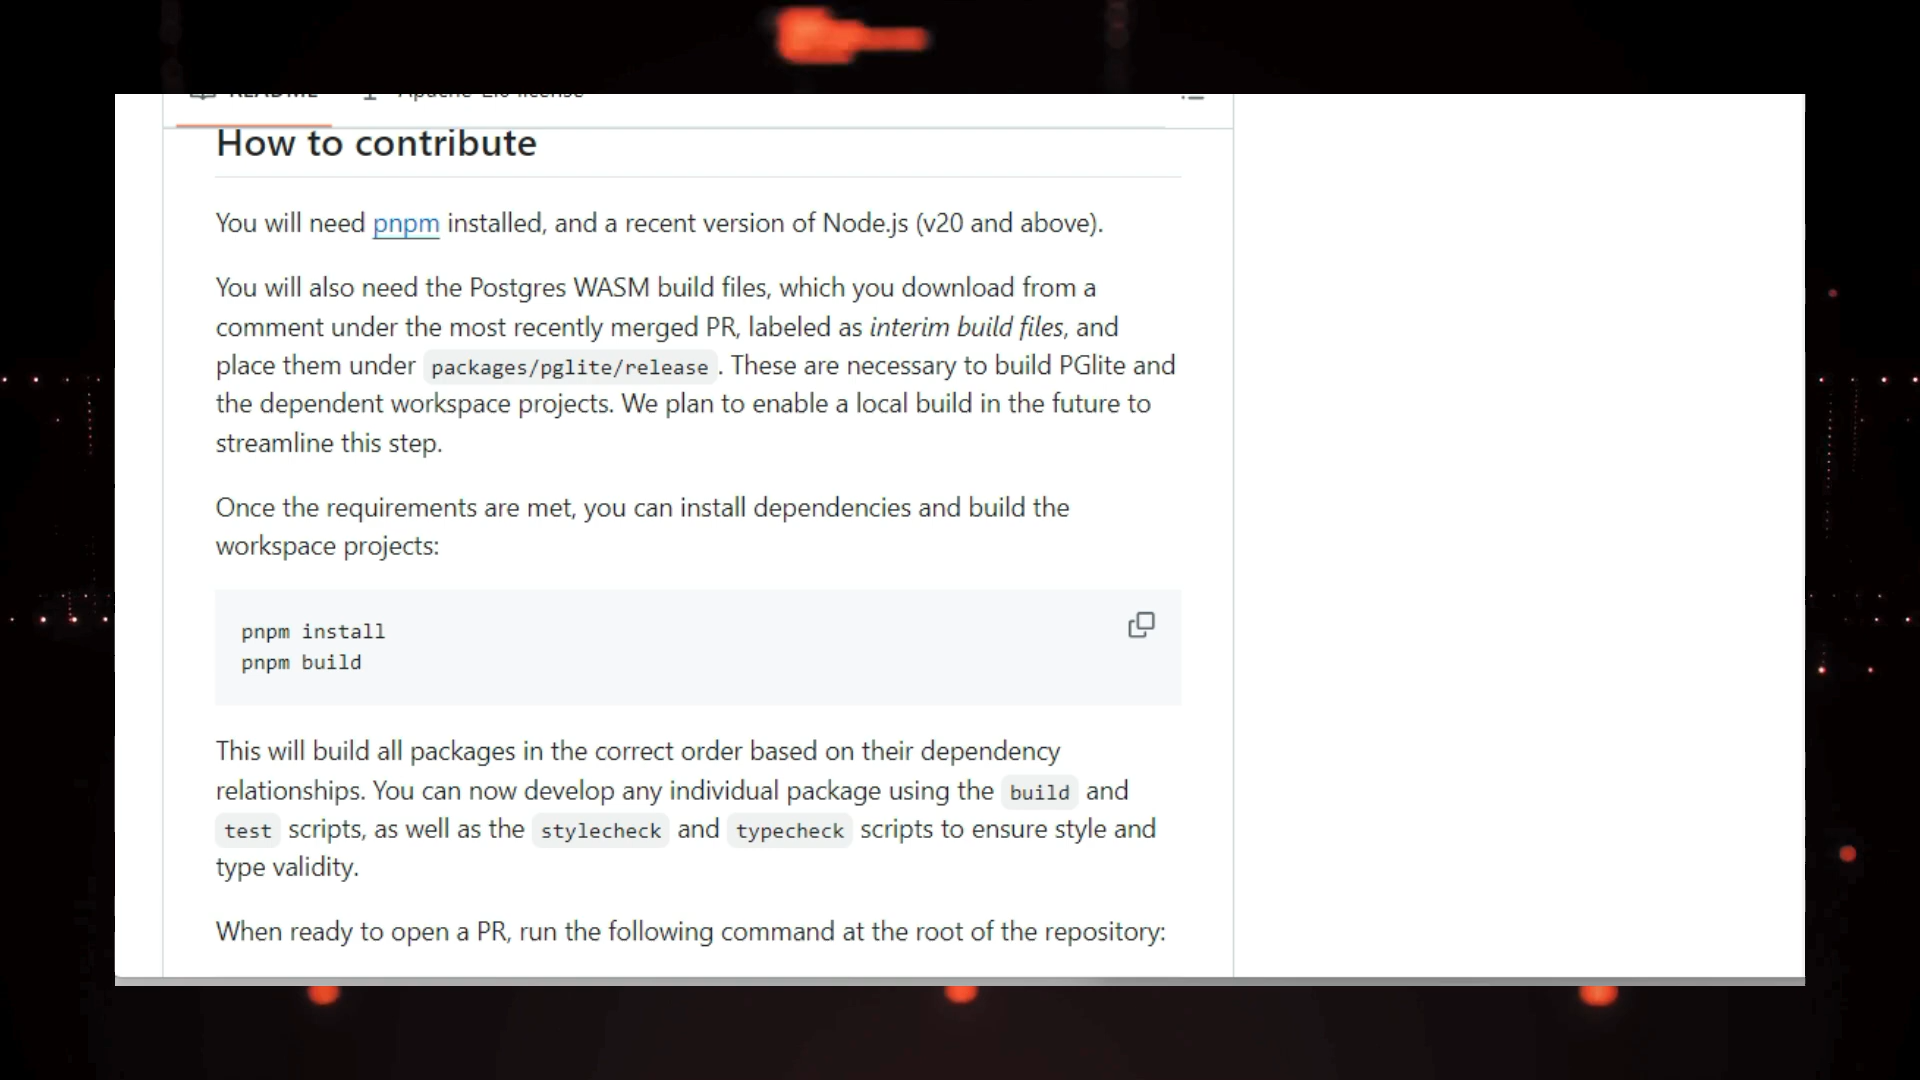 README Apache-2.0 license
How to contribute
You will need pnpm installed, and a recent version of Node.js (v20 and above).
You will also need the Postgres WASM build files, which you download from a
comment under the most recently merged PR, labeled as interim build files, and
place them under packages/pglite/release. These are necessary to build PGlite and
the dependent workspace projects. We plan to enable a local build in the future to
streamline this step.
Once the requirements are met, you can install dependencies and build the
workspace projects:
pnpm install
pnpm build
This will build all packages in the correct order based on their dependency
relationships. You can now develop any individual package using the build and
test scripts, as well as the stylecheck and typecheck scripts to ensure style and
type validity.
When ready to open a PR, run the following command at the root of the repository: